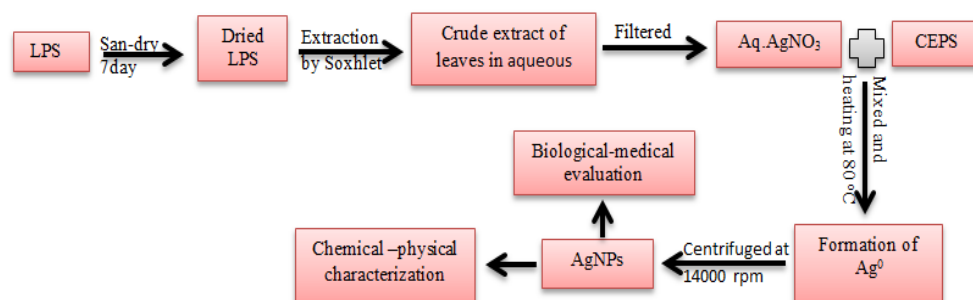 LPS
San-dry
7day
Dried
LPS
Extraction
by Soxhlet
Crude extract of
leaves in aqueous
Filtered
Aq.AgNO₃
CEPS
Mixed and
heating at 80 °C
Formation of
Ag⁰
Centrifuged at
14000 rpm
AgNPs
Biological-medical
evaluation
Chemical –physical
characterization